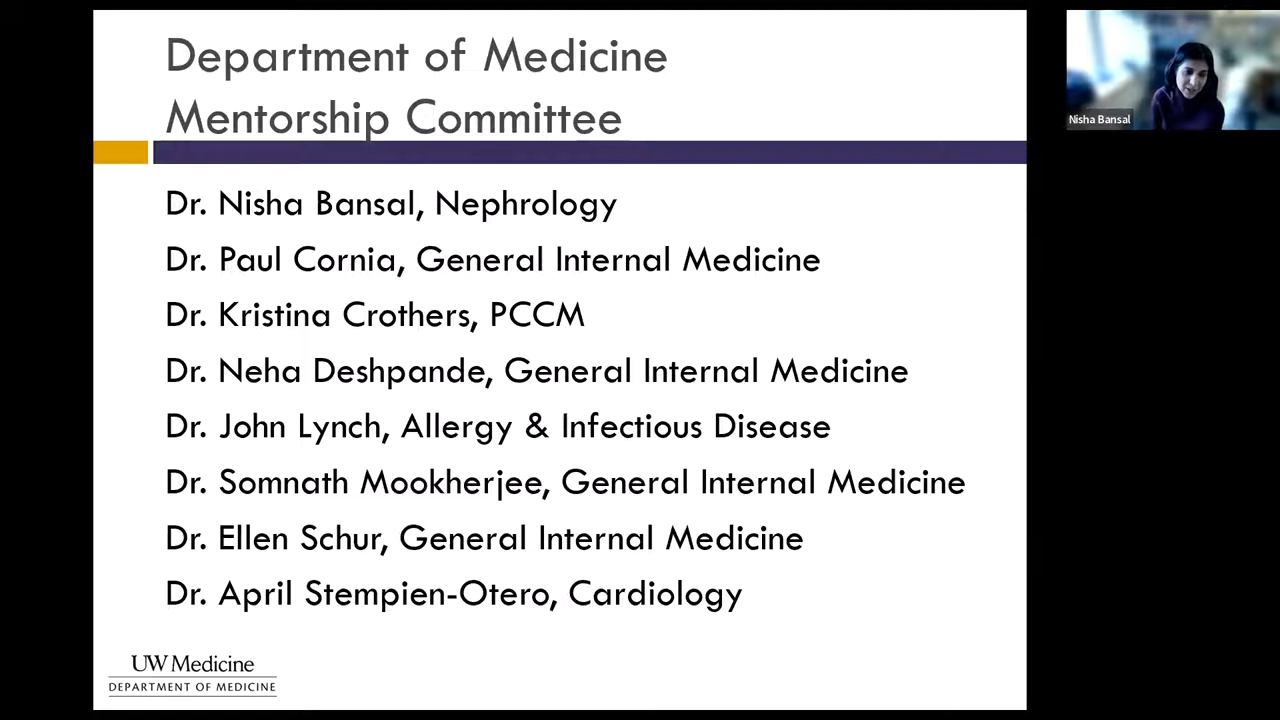 Department of Medicine
Mentorship Committee
Dr. Nisha Bansal, Nephrology
Dr. Paul Cornia, General Internal Medicine
Dr. Kristina Crothers, PCCM
Dr. Neha Deshpande, General Internal Medicine
Dr. John Lynch, Allergy & Infectious Disease
Dr. Somnath Mookherjee, General Internal Medicine
Dr. Ellen Schur, General Internal Medicine
Dr. April Stempien-Otero, Cardiology
UW Medicine
DEPARTMENT OF MEDICINE
Nisha Bansal